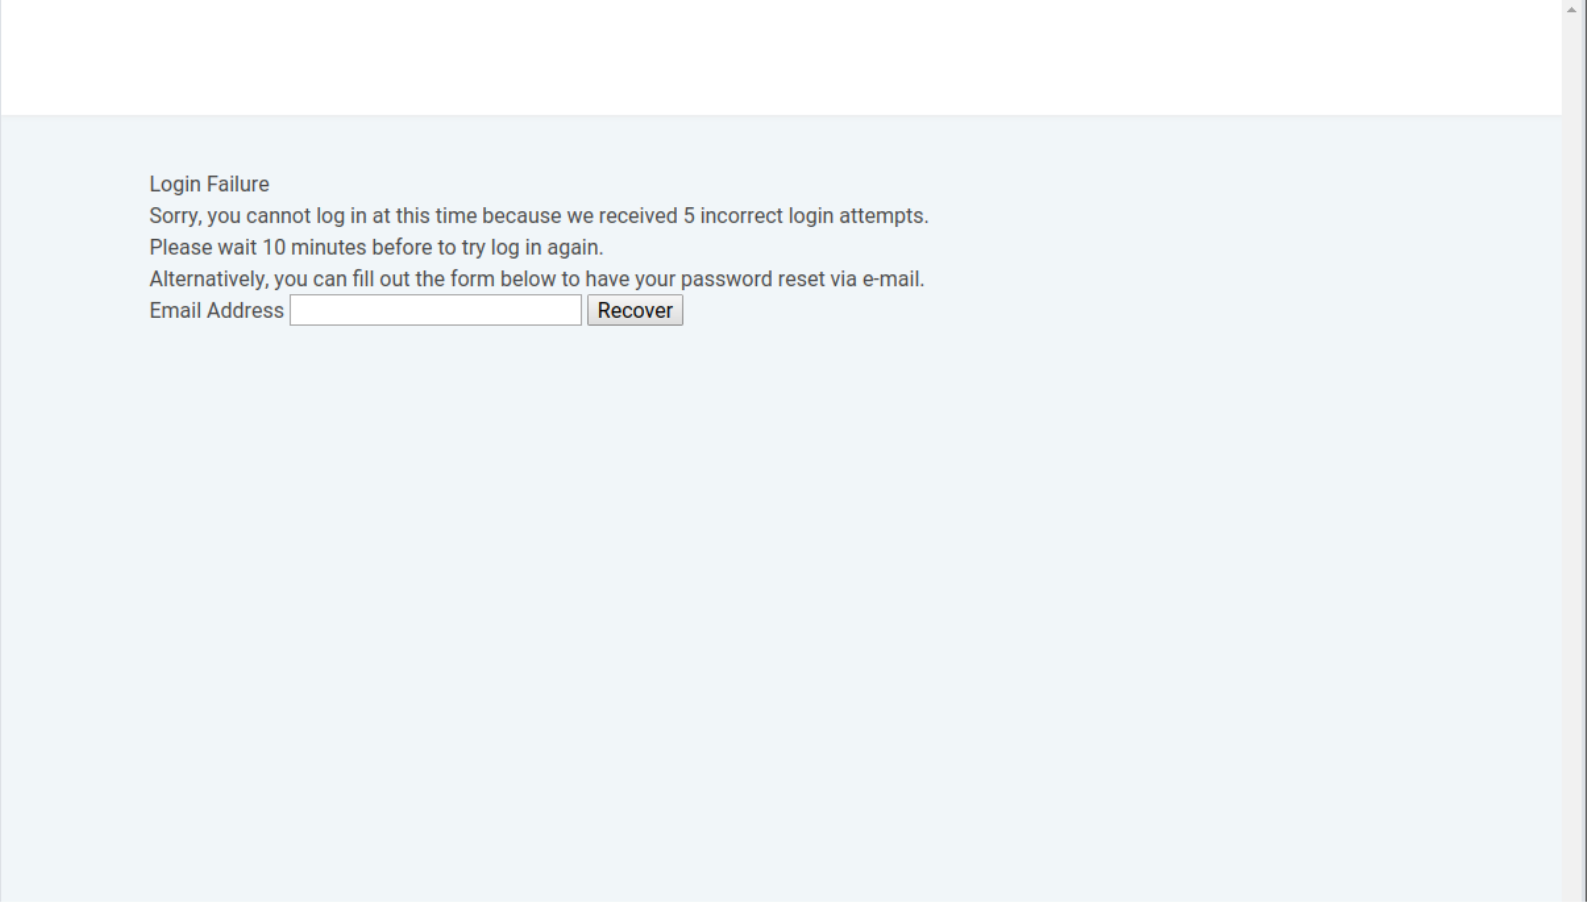 Login Failure
Sorry, you cannot log in at this time because we received 5 incorrect login attempts.
Please wait 10 minutes before to try log in again.
Alternatively, you can fill out the form below to have your password reset via e-mail.
Email Address Recover